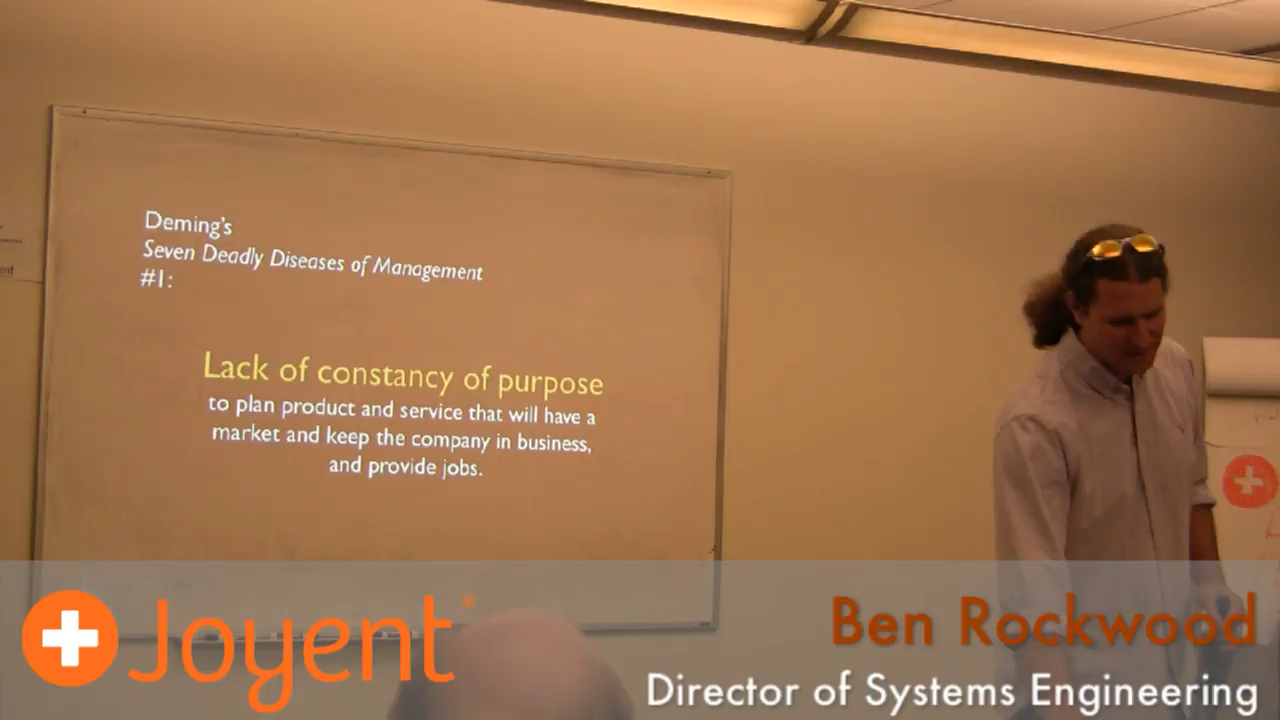 Deming's
Seven Deadly Diseases of Management
#1:
Lack of constancy of purpose
to plan product and service that will have a
market and keep the company in business,
and provide jobs.
Joyent®
Ben Rockwood
Director of Systems Engineering